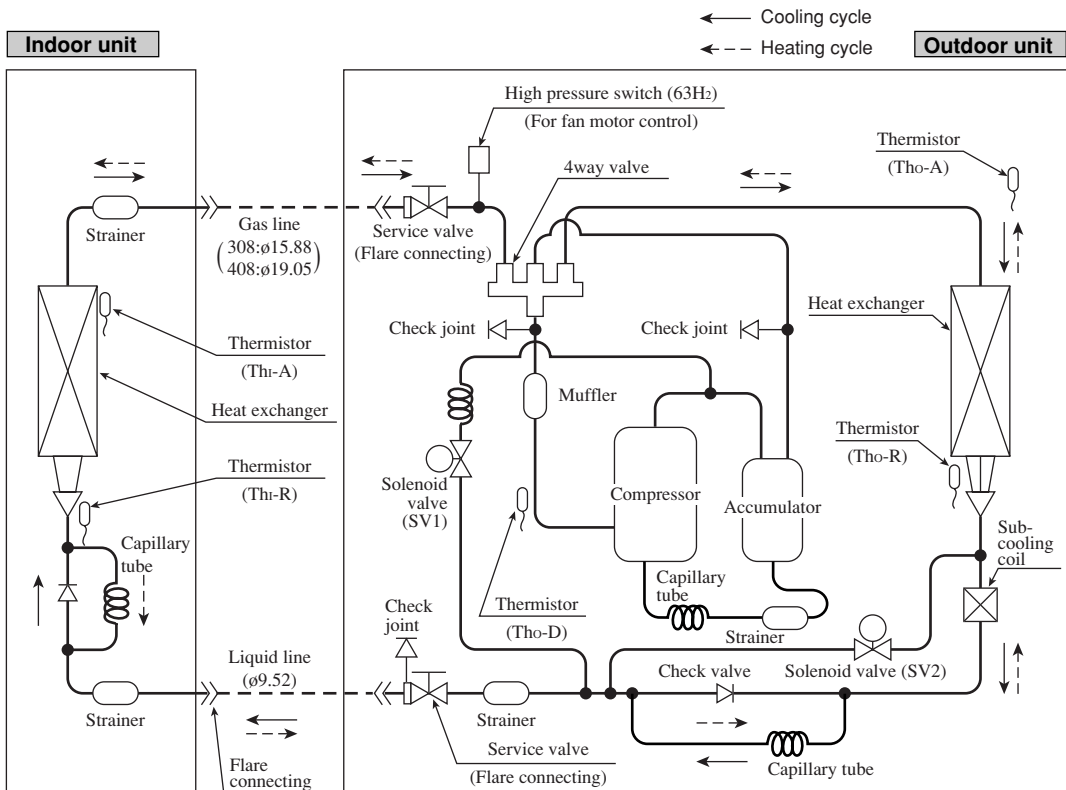 Cooling cycle
Heating cycle
Indoor unit
Outdoor unit
High pressure switch (63H2)
(For fan motor control)
4way valve
Thermistor
(Tho-A)
Strainer
Gas line
308:ø15.88
408:ø19.05
Service valve
(Flare connecting)
Check joint
Check joint
Heat exchanger
Thermistor
(ThI-A)
Heat exchanger
Muffler
Thermistor
(Tho-R)
Thermistor
(ThI-R)
Solenoid
valve
(SV1)
Compressor
Accumulator
Sub-
cooling
coil
Capillary
tube
Capillary
tube
Strainer
Thermistor
(Tho-D)
Check
joint
Liquid line
(ø9.52)
Check valve
Solenoid valve (SV2)
Strainer
Strainer
Service valve
(Flare connecting)
Capillary tube
Flare
connecting